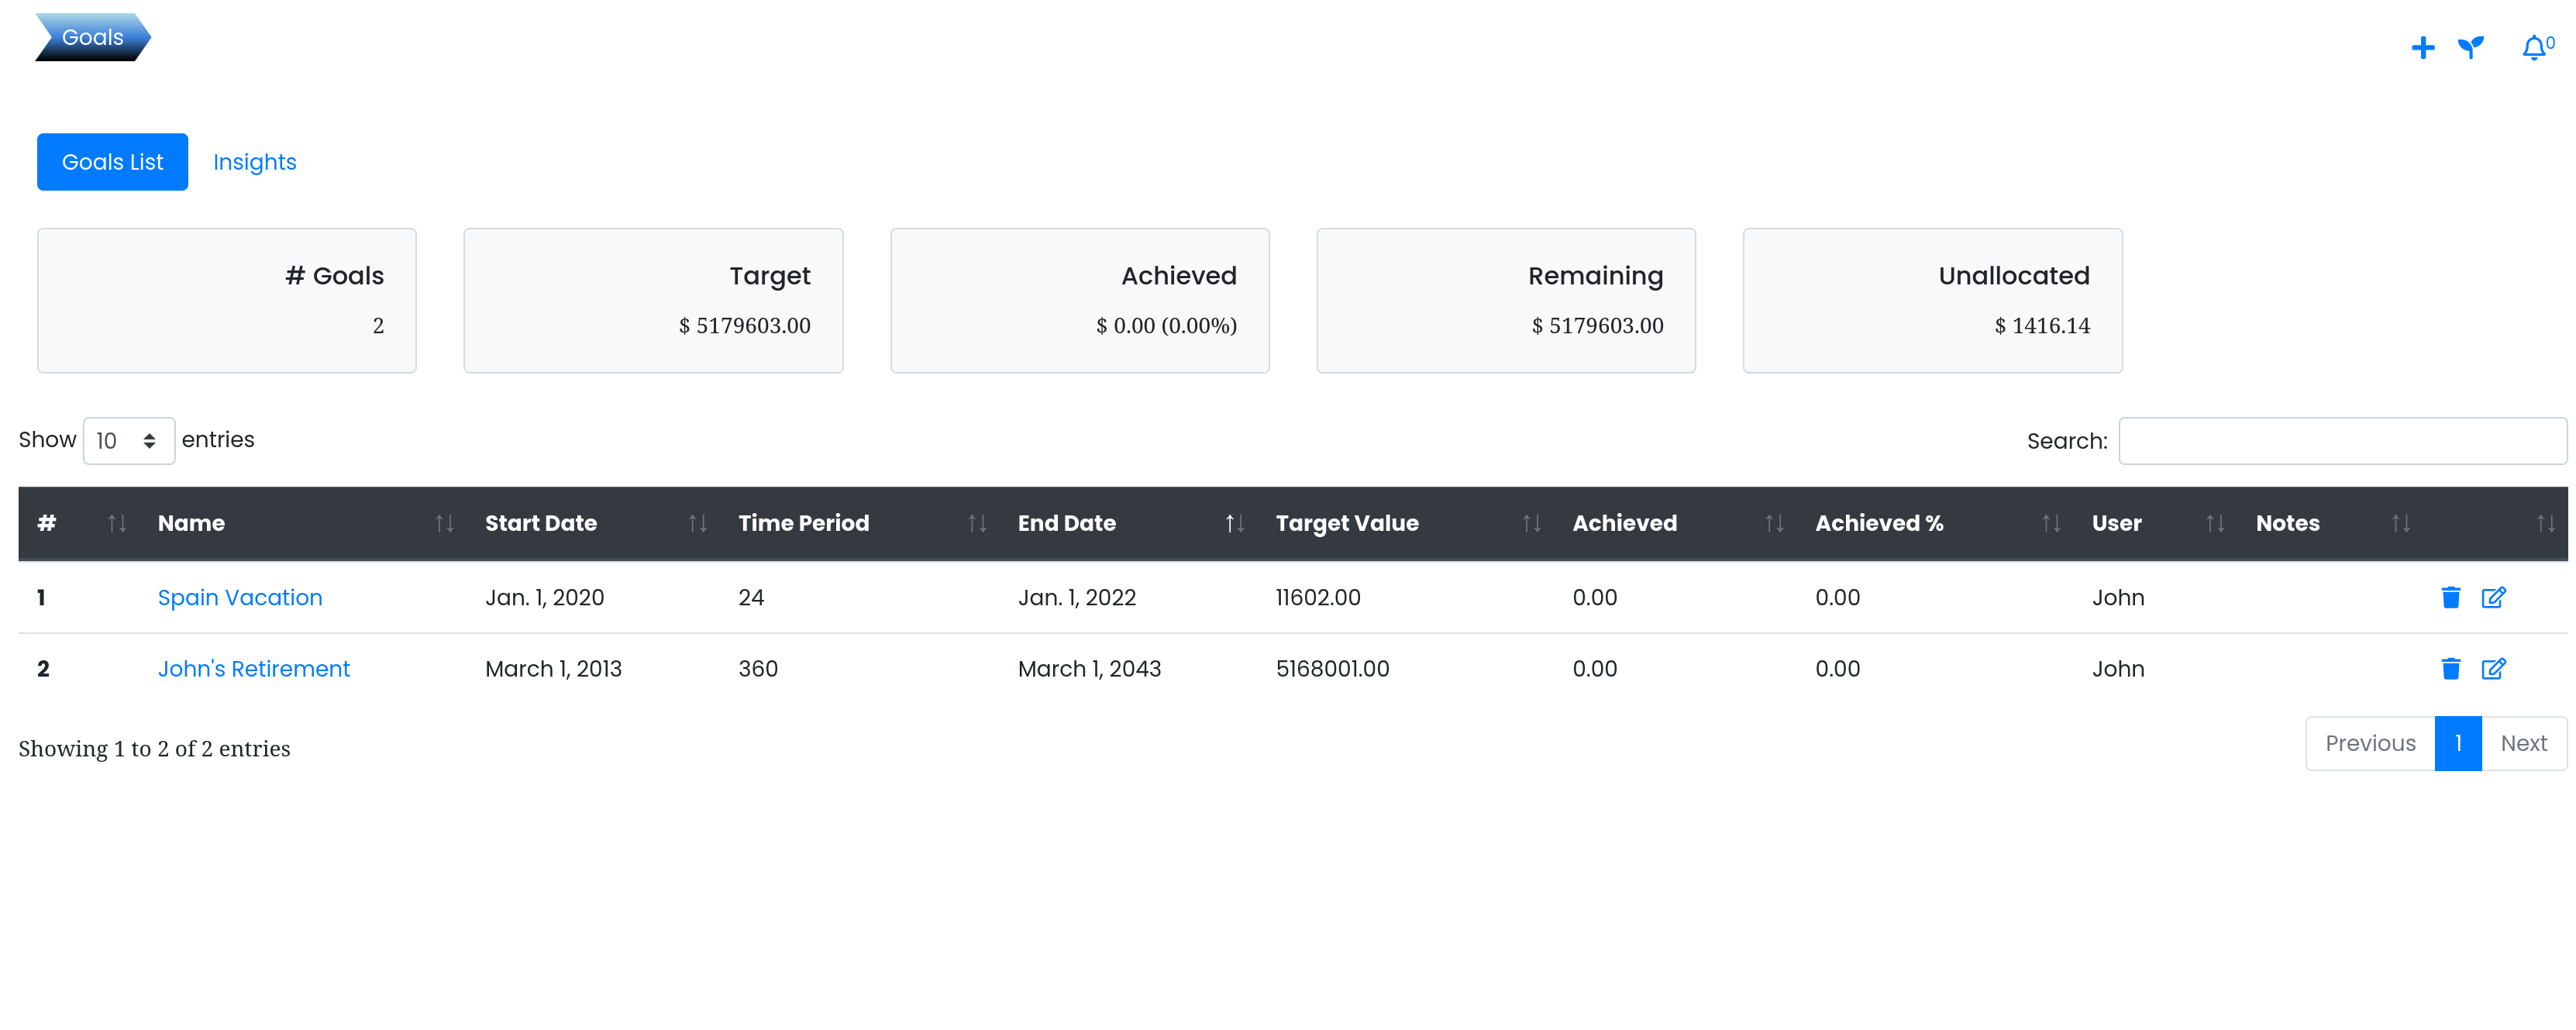 Goals
0
Goals List Insights
# Goals Target Achieved Remaining Unallocated
2 $ 5179603.00 $ 0.00 (0.00%) $ 5179603.00 $ 1416.14
Show 10 entries Search:
# Name Start Date Time Period End Date Target Value Achieved Achieved % User Notes
1 Spain Vacation Jan. 1, 2020 24 Jan. 1, 2022 11602.00 0.00 0.00 John
2 John's Retirement March 1, 2013 360 March 1, 2043 5168001.00 0.00 0.00 John
Showing 1 to 2 of 2 entries Previous 1 Next